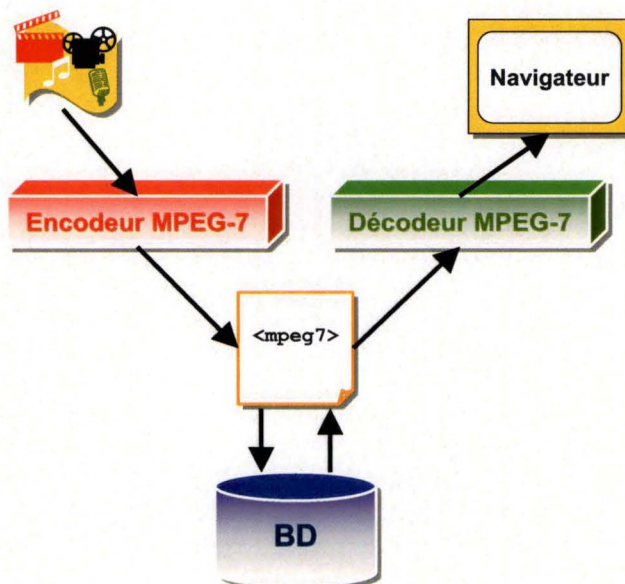 Navigateur
Encodeur MPEG-7
Décodeur MPEG-7
<mpeg7>
BD